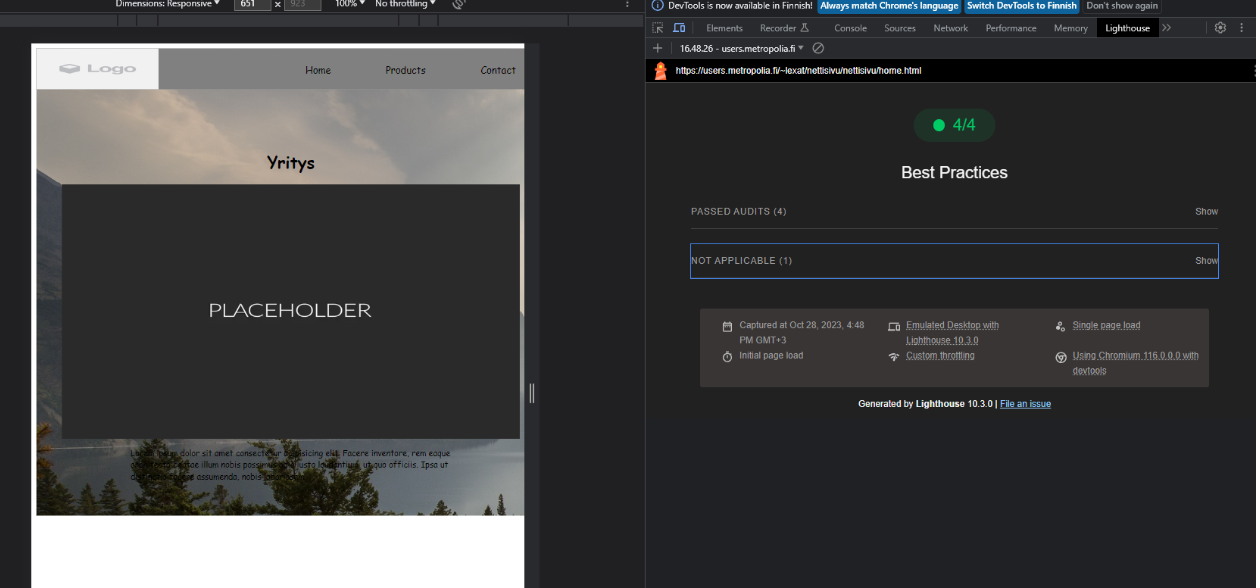 Dimensions: Responsive 651 x 923 100% No throttling
DevTools is now available in Finnish! Always match Chrome's language Switch DevTools to Finnish Don't show again
Elements Recorder Console Sources Network Performance Memory Lighthouse
16.48.26 - users.metropolia.fi
https://users.metropolia.fi/~lexat/nettisivu/nettisivu/home.html
Logo Home Products Contact
Yritys
PLACEHOLDER
Lorem ipsum dolor sit amet consectetur adipisicing elit. Facere inventore, rem eaque
illum nobis justo ut quo officiis. Ipsa ut
assumenda, nobis
4/4
Best Practices
PASSED AUDITS (4) Show
NOT APPLICABLE (1) Show
Captured at Oct 28, 2023, 4:48
PM GMT+3
Initial page load
Emulated Desktop with
Lighthouse 10.3.0
Custom throttling
Single page load
Using Chromium 116.0.0.0 with
devtools
Generated by Lighthouse 10.3.0 | File an issue